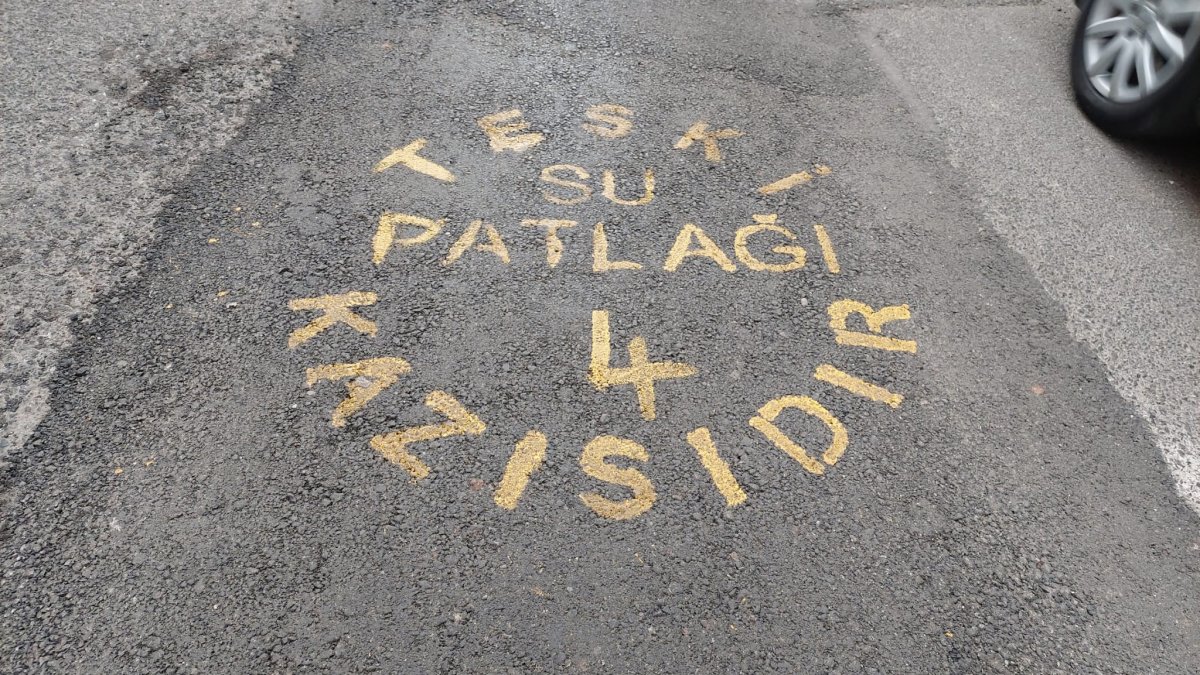 TESKİ
SU
PATLAĞI
4
KAZISIDIR